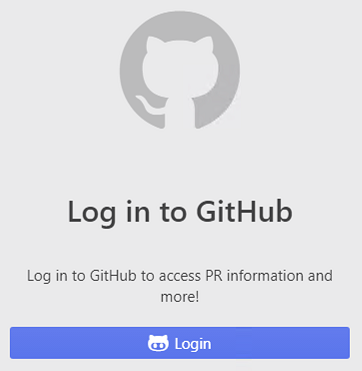 Log in to GitHub
Log in to GitHub to access PR information and
more!
Login